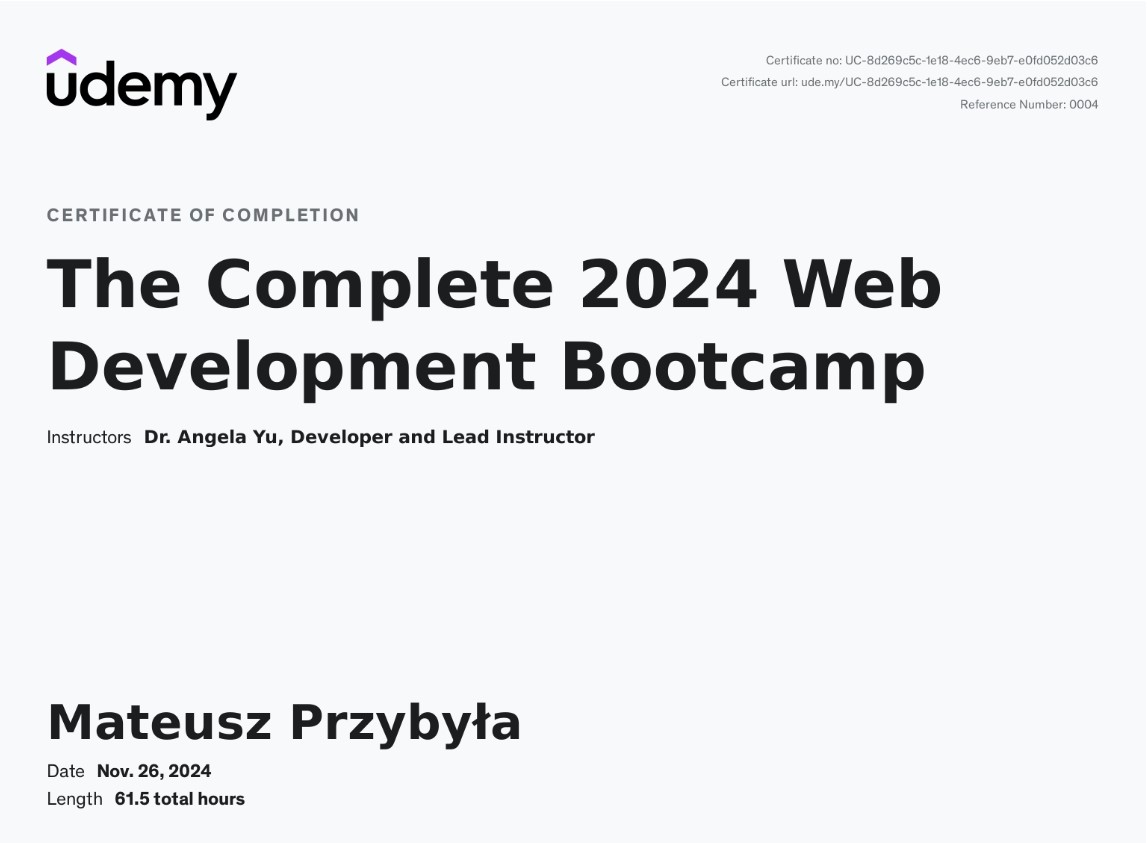 udemy
Certificate no: UC-8d269c5c-1e18-4ec6-9eb7-e0fd052d03c6
Certificate url: ude.my/UC-8d269c5c-1e18-4ec6-9eb7-e0fd052d03c6
Reference Number: 0004
CERTIFICATE OF COMPLETION
The Complete 2024 Web
Development Bootcamp
Instructors Dr. Angela Yu, Developer and Lead Instructor
Mateusz Przybyła
Date Nov. 26, 2024
Length 61.5 total hours